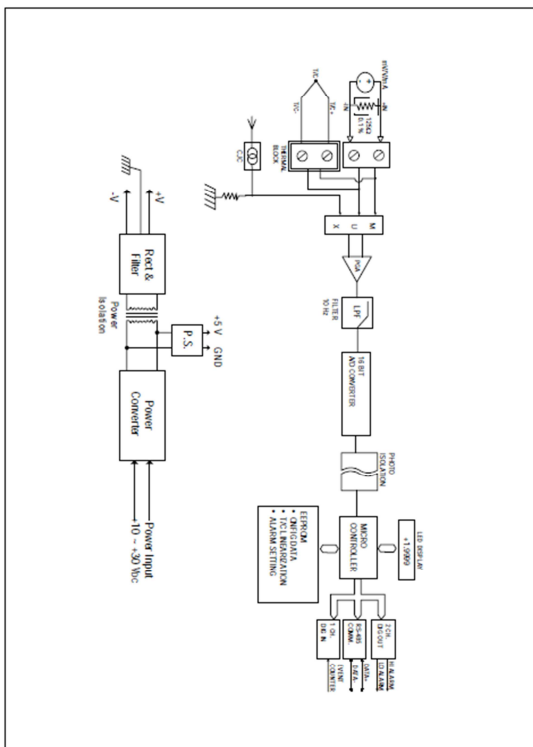 mV/V/mA
+IN
-IN
125Ω
0.1 %
T/C
T/C+
T/C-
THERMAL
BLOCK
CJC
M
U
X
PGA
LPF
FILTER
10 Hz
16 BIT
A/D CONVERTER
PHOTO
ISOLATION
LED DISPLAY
+1.9999
MICRO
CONTROLLER
EEPROM
• CNFIG DATA
• T/C LINEARIZATION
• ALARM SETTING
2 CH.
DIG OUT
HI ALARM
LO ALARM
RS-485
COMM.
DATA+
DATA-
1 CH.
DIG IN
EVENT
COUNTER
+V
-V
Rect &
Filter
Power
Isolation
P.S.
+5 V
GND
Power
Converter
Power Input
+10 ~ +30 Vdc